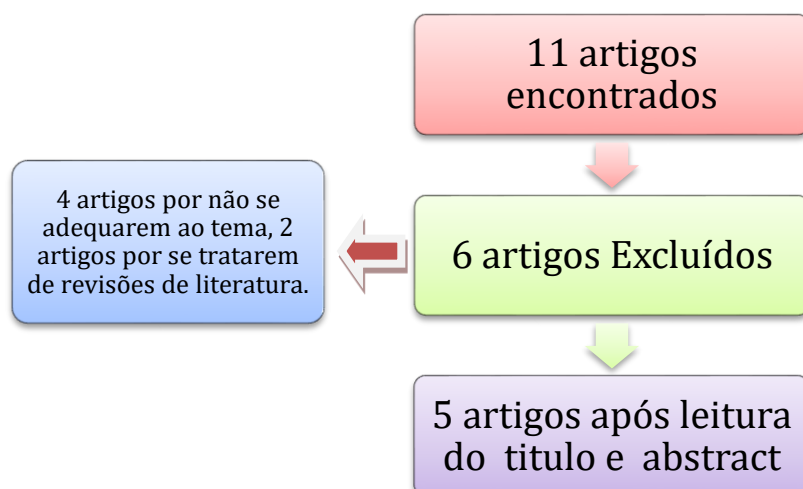 11 artigos
encontrados
4 artigos por não se
adequarem ao tema, 2
artigos por se tratarem
de revisões de literatura.
6 artigos Excluídos
5 artigos após leitura
do titulo e abstract